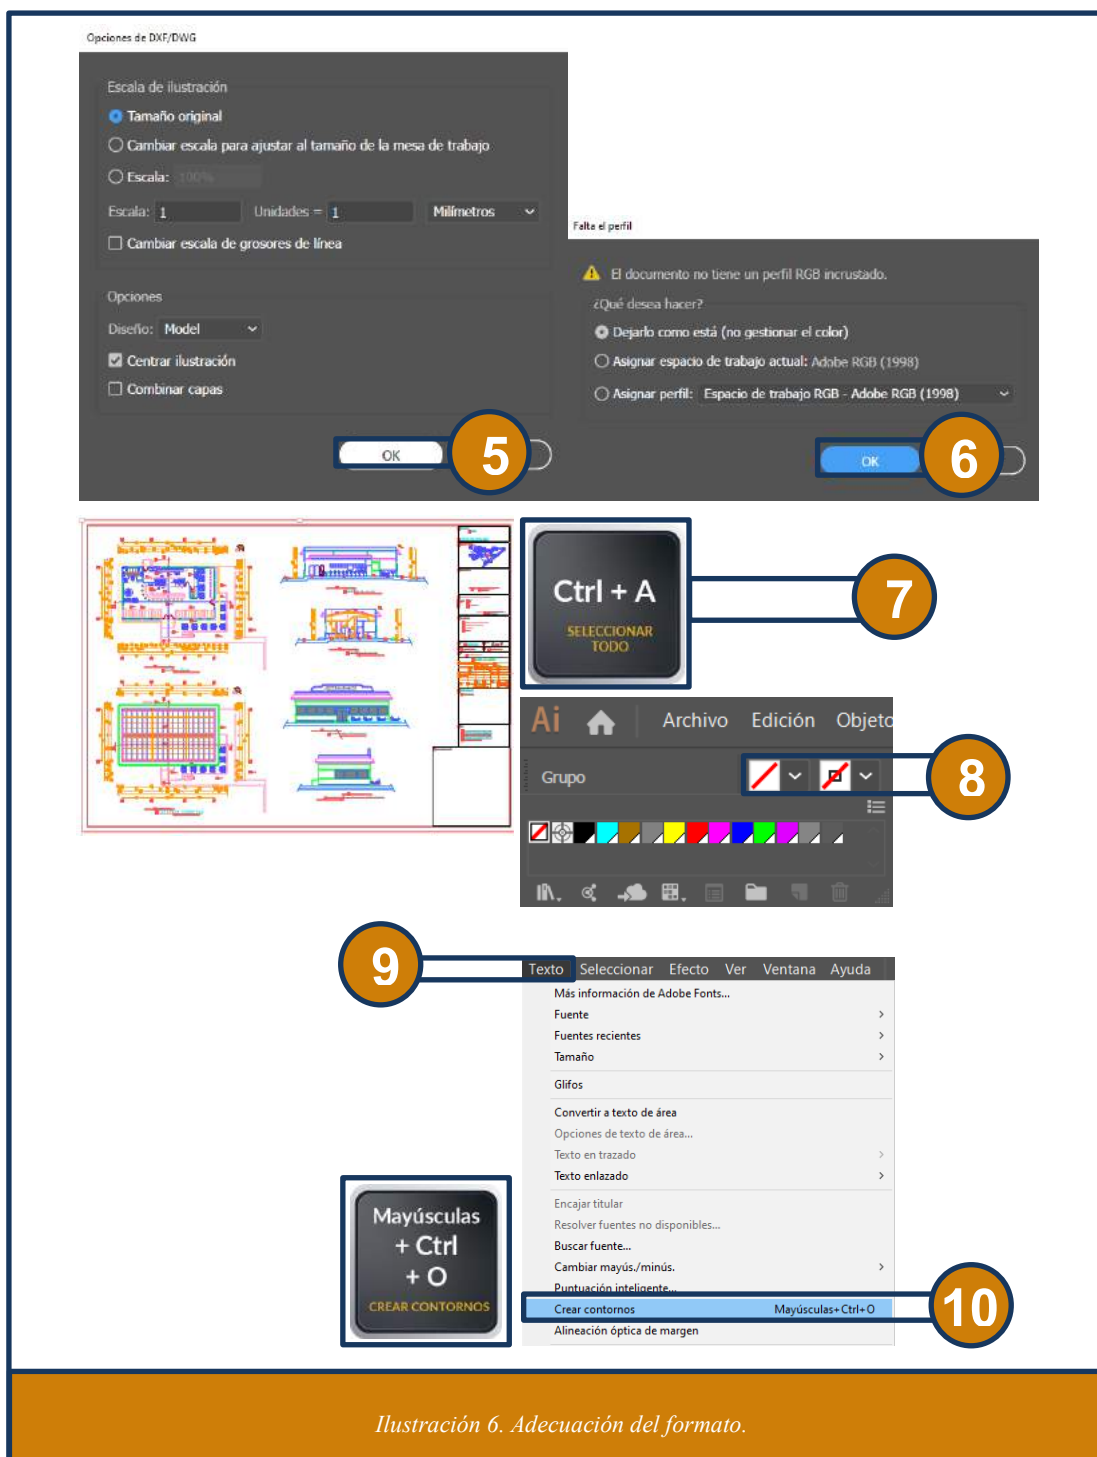 Opciones de DXF/DWG
Escala de ilustración
Tamaño original
Cambiar escala para ajustar al tamaño de la mesa de trabajo
Escala: 100%
Escala: 1 Unidades = 1 Milímetros
Cambiar escala de grosores de línea
Opciones
Diseño: Model
Centrar ilustración
Combinar capas
OK
5
Falta el perfil
El documento no tiene un perfil RGB incrustado.
¿Qué desea hacer?
Dejarlo como está (no gestionar el color)
Asignar espacio de trabajo actual: Adobe RGB (1998)
Asignar perfil: Espacio de trabajo RGB - Adobe RGB (1998)
OK
6
Ctrl + A
SELECCIONAR
TODO
7
Ai Archivo Edición Objeto
Grupo
8
9
Texto Seleccionar Efecto Ver Ventana Ayuda
Más información de Adobe Fonts...
Fuente
Fuentes recientes
Tamaño
Glifos
Convertir a texto de área
Opciones de texto de área...
Texto en trazado
Texto enlazado
Encajar titular
Resolver fuentes no disponibles...
Buscar fuente...
Cambiar mayús./minús.
Puntuación inteligente...
Crear contornos Mayúsculas+Ctrl+O
Alineación óptica de margen
10
Mayúsculas
+ Ctrl
+ O
CREAR CONTORNOS
Ilustración 6. Adecuación del formato.